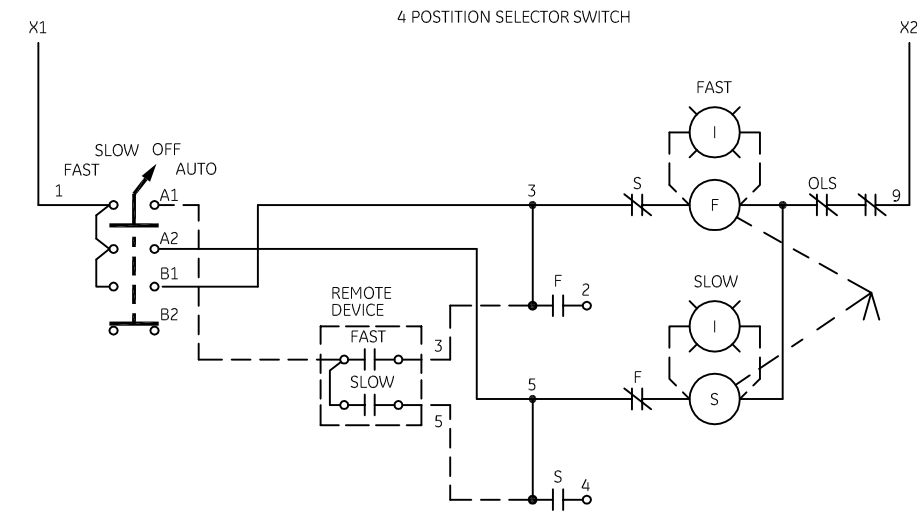 4 POSTITION SELECTOR SWITCH
X1
X2
FAST
I
SLOW OFF
FAST AUTO
1
A1
3
S
F
OLS
9
A2
B1
SLOW
F
2
REMOTE
DEVICE
B2
I
FAST
3
SLOW
5
F
S
5
S
4